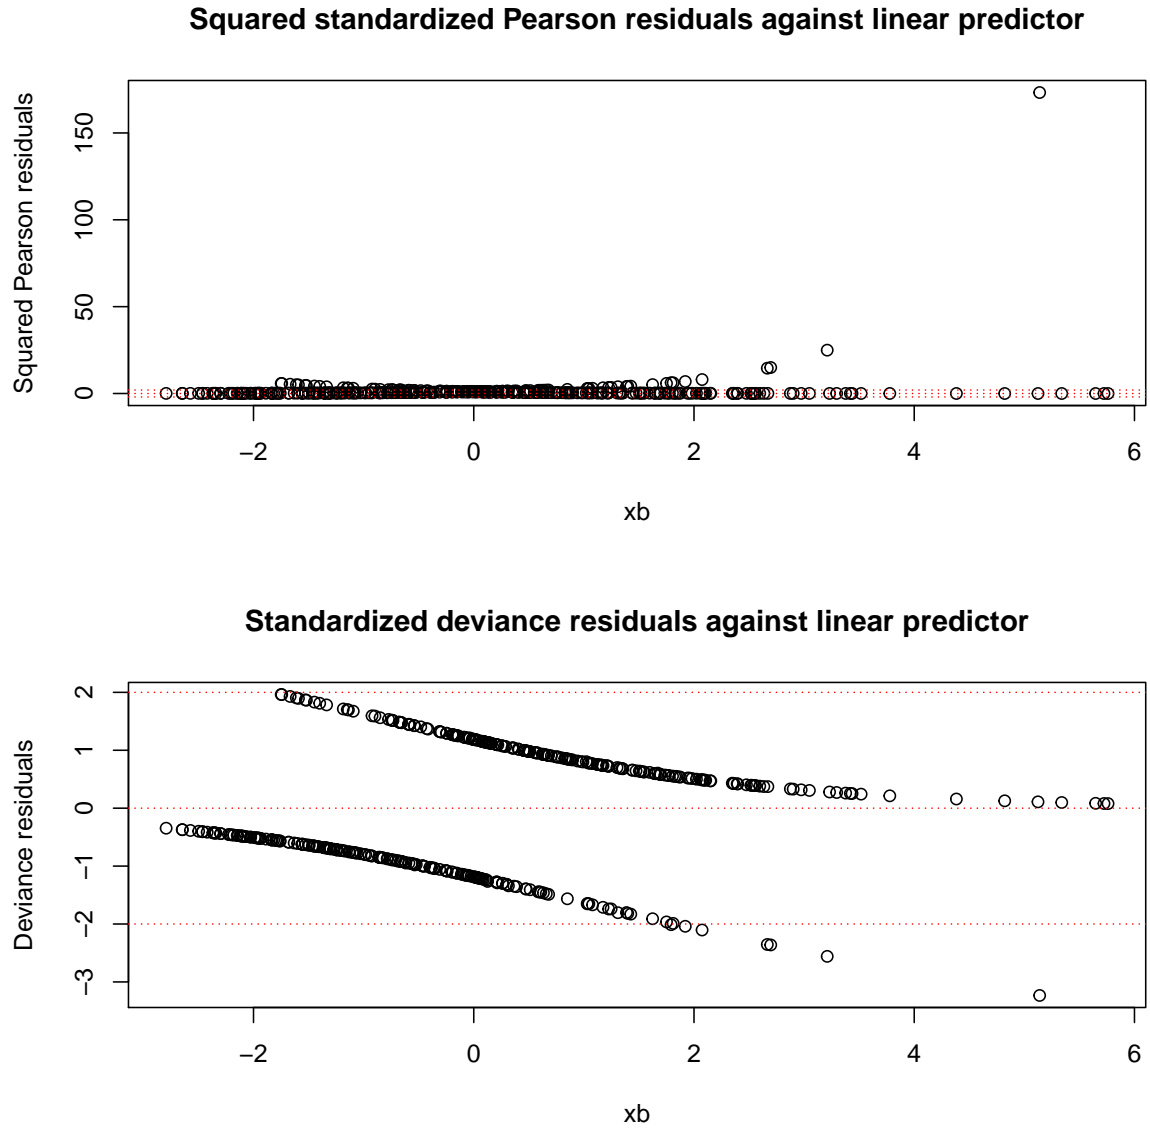 Squared standardized Pearson residuals against linear predictor
Squared Pearson residuals
150
100
50
0
−2 0 2 4 6
xb
Standardized deviance residuals against linear predictor
Deviance residuals
2
1
0
−1
−2
−3
−2 0 2 4 6
xb